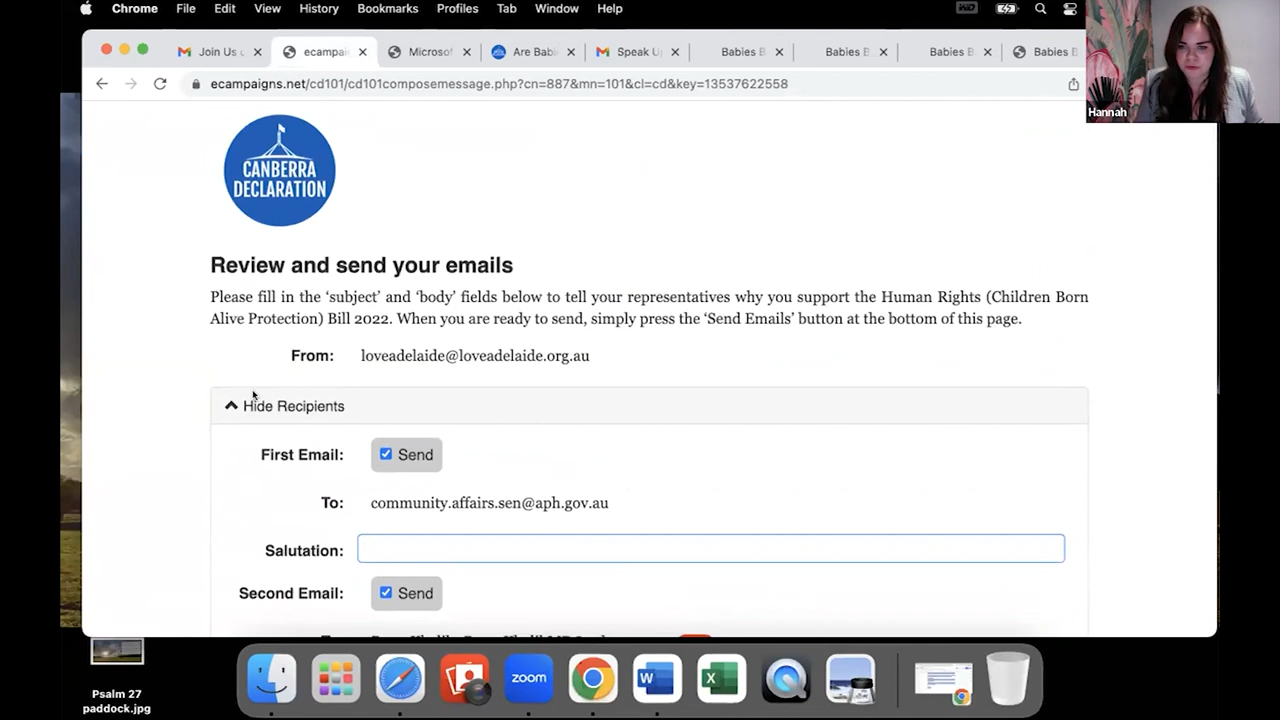 Chrome File Edit View History Bookmarks Profiles Tab Window Help
Join Us
ecampai
Microsof
Are Babi
Speak U
Babies B
Babies B
Babies B
Babies B
ecampaigns.net/cd101/cd101composemessage.php?cn=887&mn=101&cl=cd&key=13537622558
Hannah
CANBERRA
DECLARATION
Review and send your emails
Please fill in the ‘subject’ and ‘body’ fields below to tell your representatives why you support the Human Rights (Children Born
Alive Protection) Bill 2022. When you are ready to send, simply press the ‘Send Emails’ button at the bottom of this page.
From: loveadelaide@loveadelaide.org.au
Hide Recipients
First Email: Send
To: community.affairs.sen@aph.gov.au
Salutation:
Second Email: Send
zoom
W
X
Psalm 27
paddock.jpg